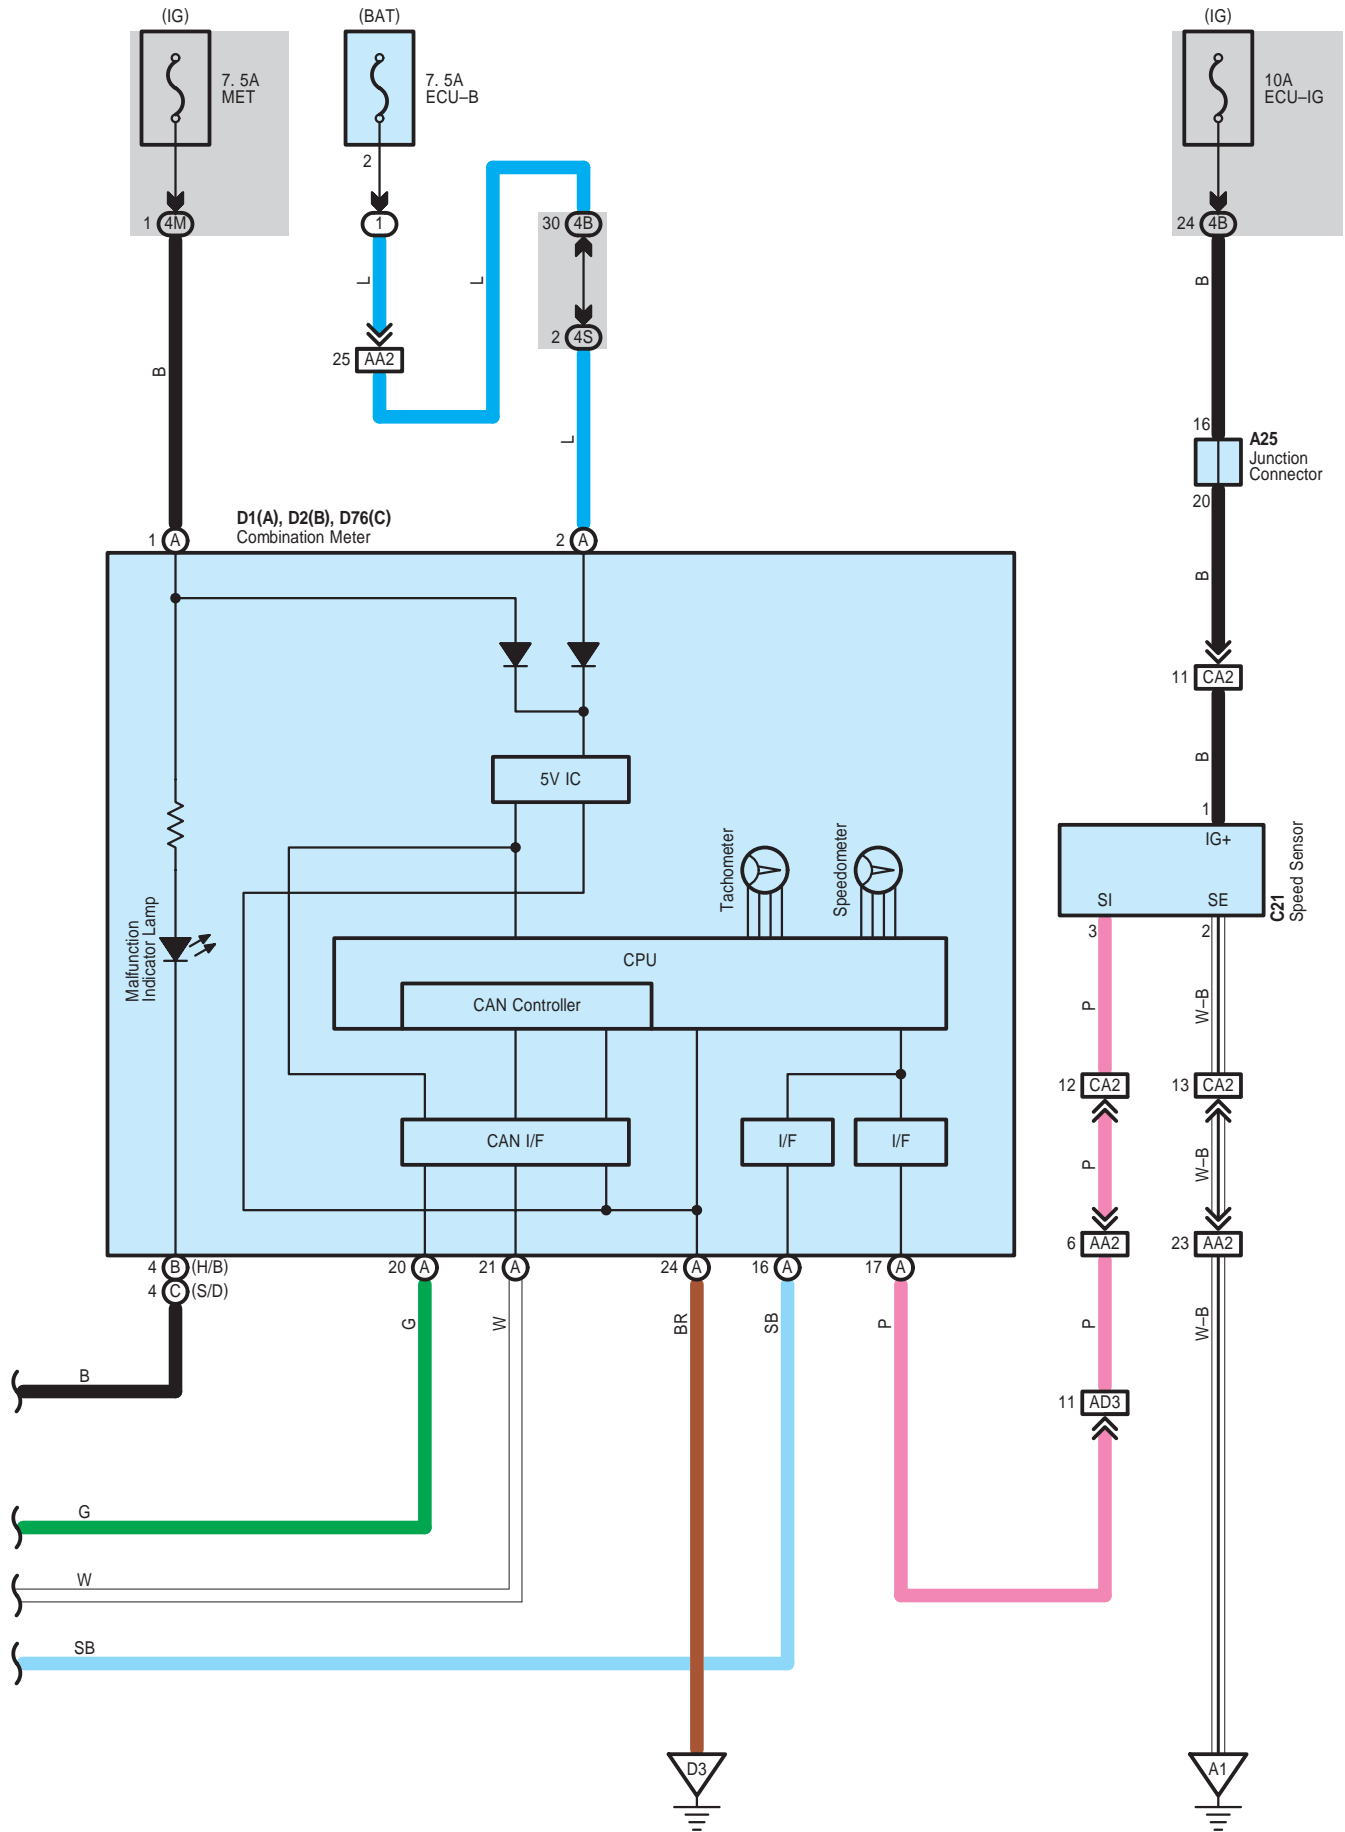 (IG)
(BAT)
(IG)
7. 5A
MET
7. 5A
ECU–B
10A
ECU–IG
2
1 4M
1
30 4B
24 4B
L
L
B
2 4S
25 AA2
B
L
16
A25
Junction
Connector
20
D1(A), D2(B), D76(C)
Combination Meter
1 A
2 A
B
11 CA2
B
5V IC
1
IG+
SI
SE
C21
Speed Sensor
Tachometer
Speedometer
3
2
Malfunction
Indicator Lamp
CPU
CAN Controller
P
W–B
12 CA2
13 CA2
CAN I/F
I/F
I/F
P
W–B
6 AA2
23 AA2
4 B (H/B)
4 C (S/D)
20 A
21 A
24 A
16 A
17 A
G
W
BR
SB
P
P
W–B
B
11 AD3
G
W
SB
D3
A1